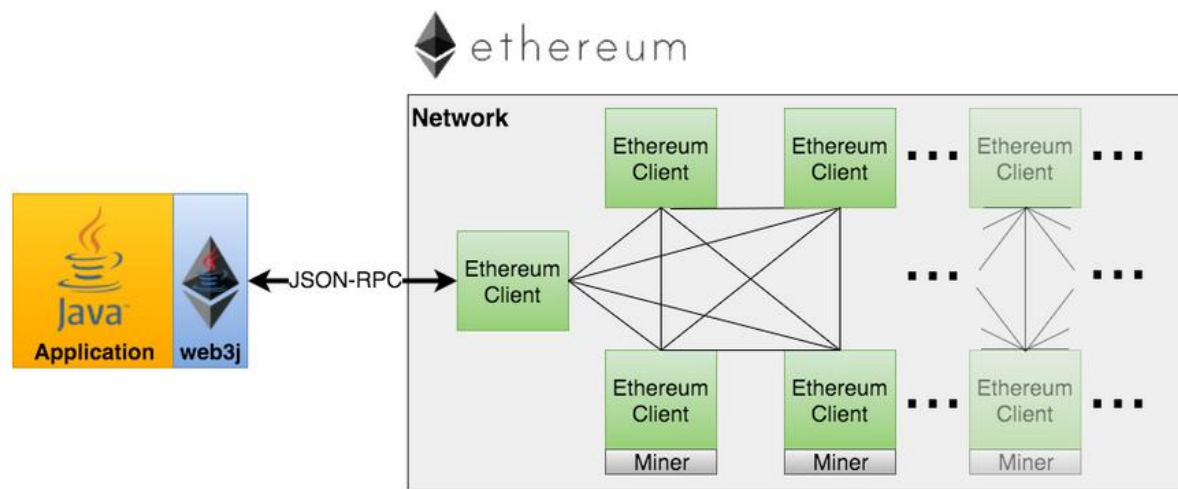 ethereum
Network
Ethereum
Client
Ethereum
Client
Ethereum
Client
Java™
Application
web3j
JSON-RPC
Ethereum
Client
Ethereum
Client
Miner
Ethereum
Client
Miner
Ethereum
Client
Miner